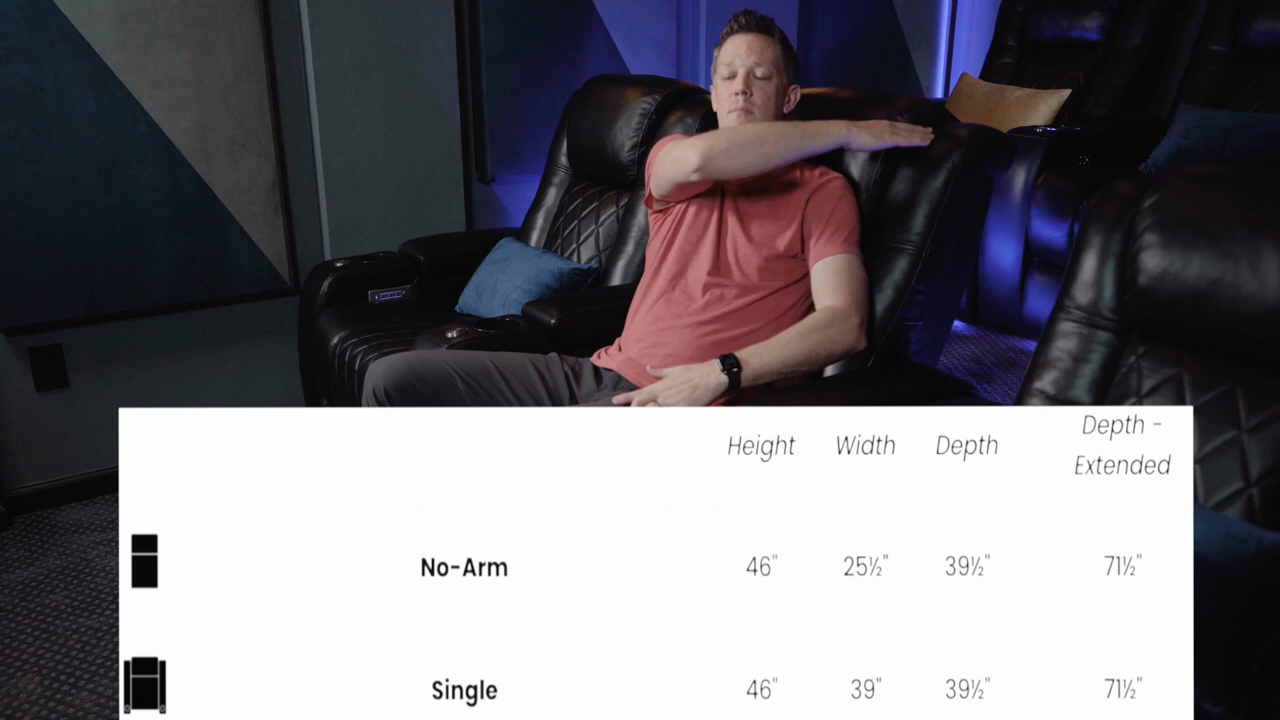 Height Width Depth Depth - Extended
No-Arm 46" 25½" 39½" 71½"
Single 46" 39" 39½" 71½"